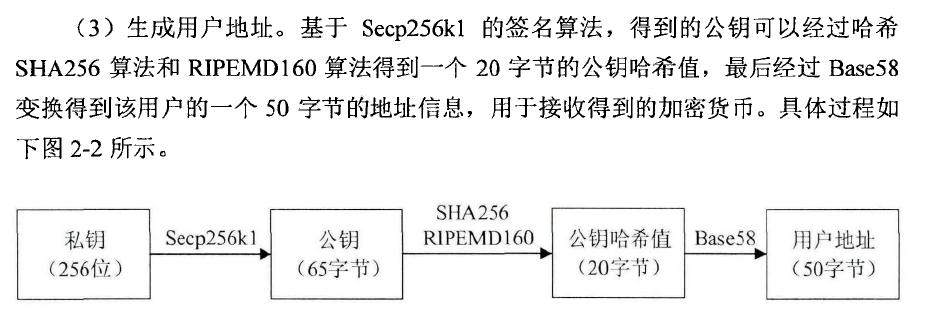 （3）生成用户地址。基于 Secp256k1 的签名算法，得到的公钥可以经过哈希
SHA256 算法和 RIPEMD160 算法得到一个 20 字节的公钥哈希值，最后经过 Base58
变换得到该用户的一个 50 字节的地址信息，用于接收得到的加密货币。具体过程如
下图 2-2 所示。
私钥
（256位）
Secp256k1
公钥
（65字节）
SHA256
RIPEMD160
公钥哈希值
（20字节）
Base58
用户地址
（50字节）